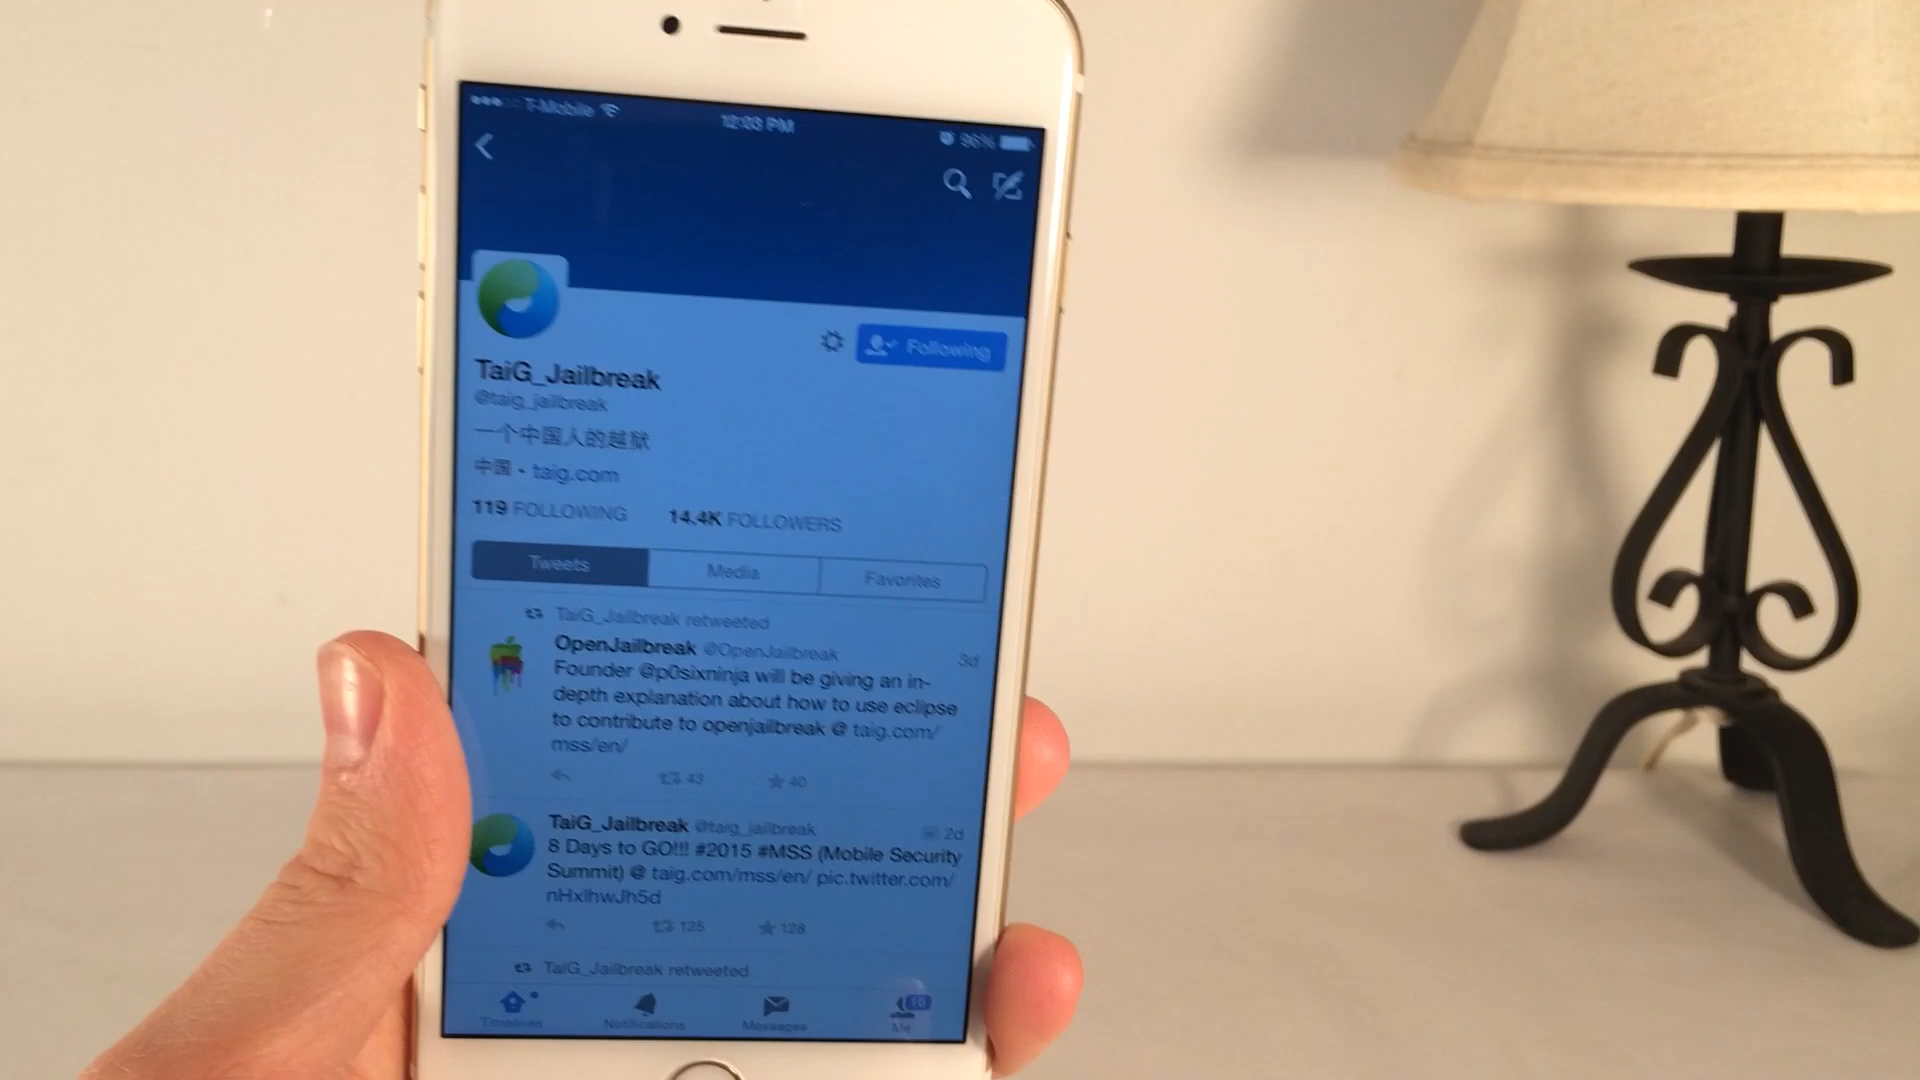 T-Mobile
12:03 PM
96%
Following
TaiG_Jailbreak
@taig_jailbreak
一个中国人的越狱
中国 • taig.com
119 FOLLOWING 14.4K FOLLOWERS
Tweets Media Favorites
TaiG_Jailbreak retweeted
OpenJailbreak @OpenJailbreak 3d
Founder @p0sixninja will be giving an in-
depth explanation about how to use eclipse
to contribute to openjailbreak @ taig.com/
mss/en/
43 40
TaiG_Jailbreak @taig_jailbreak 2d
8 Days to GO!!! #2015 #MSS (Mobile Security
Summit) @ taig.com/mss/en/ pic.twitter.com/
nHxlhwJh5d
125 128
TaiG_Jailbreak retweeted
Timelines Notifications Messages Me